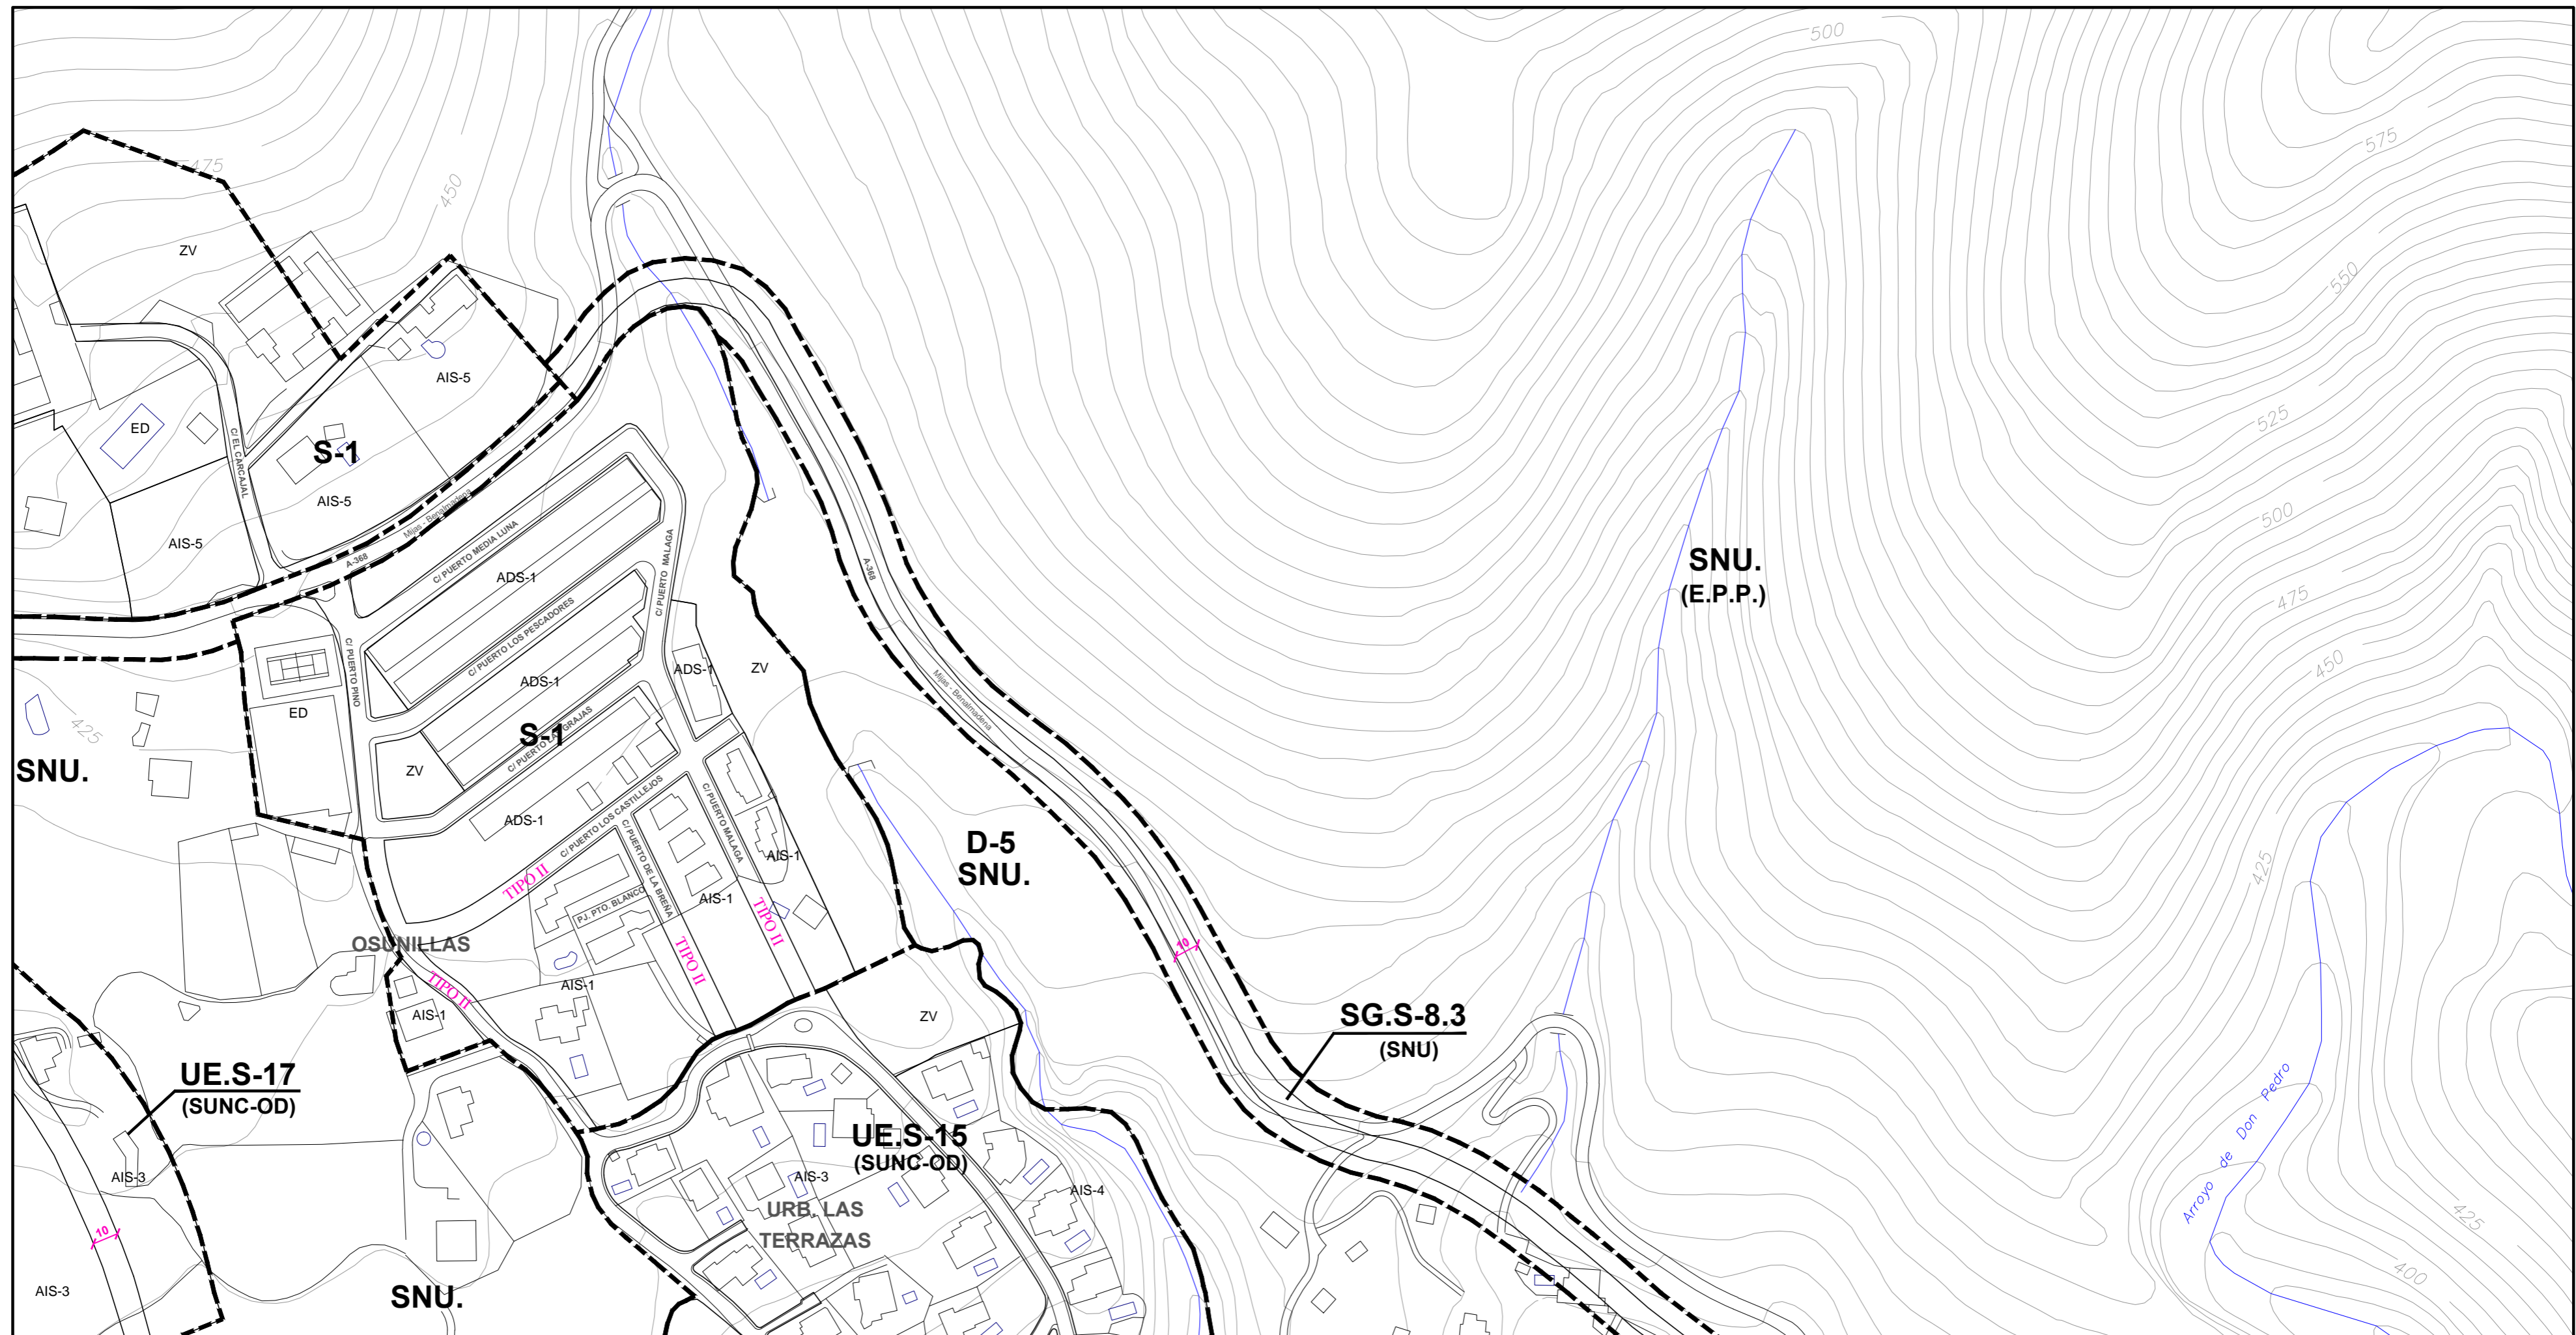 500
475
450
575
ZV
550
AIS-5
ED
C/ EL CARCAJAL
S-1
AIS-5
525
Mijas - Benalmadena
AIS-5
A-368
C/ PUERTO MEDIA LUNA
ADS-1
C/ PUERTO MALAGA
A-368
500
SNU.
(E.P.P.)
475
C/ PUERTO LOS PESCADORES
C/ PUERTO PINO
ADS-1
ADS-1
ZV
450
Mijas - Benalmadena
ED
425
S-1
C/ PUERTO LAS GRAJAS
SNU.
ZV
ADS-1
C/ PUERTO LOS CASTILLEJOS
C/ PUERTO MALAGA
C/ PUERTO DE LA BREÑA
AIS-1
D-5
SNU.
425
TIPO II
PJ. PTO. BLANCO
AIS-1
TIPO II
OSUNILLAS
TIPO II
10
TIPO II
AIS-1
AIS-1
ZV
SG.S-8.3
(SNU)
UE.S-17
(SUNC-OD)
Arroyo de Don Pedro
UE.S-15
(SUNC-OD)
AIS-3
AIS-3
AIS-4
URB. LAS
TERRAZAS
10
425
400
AIS-3
SNU.